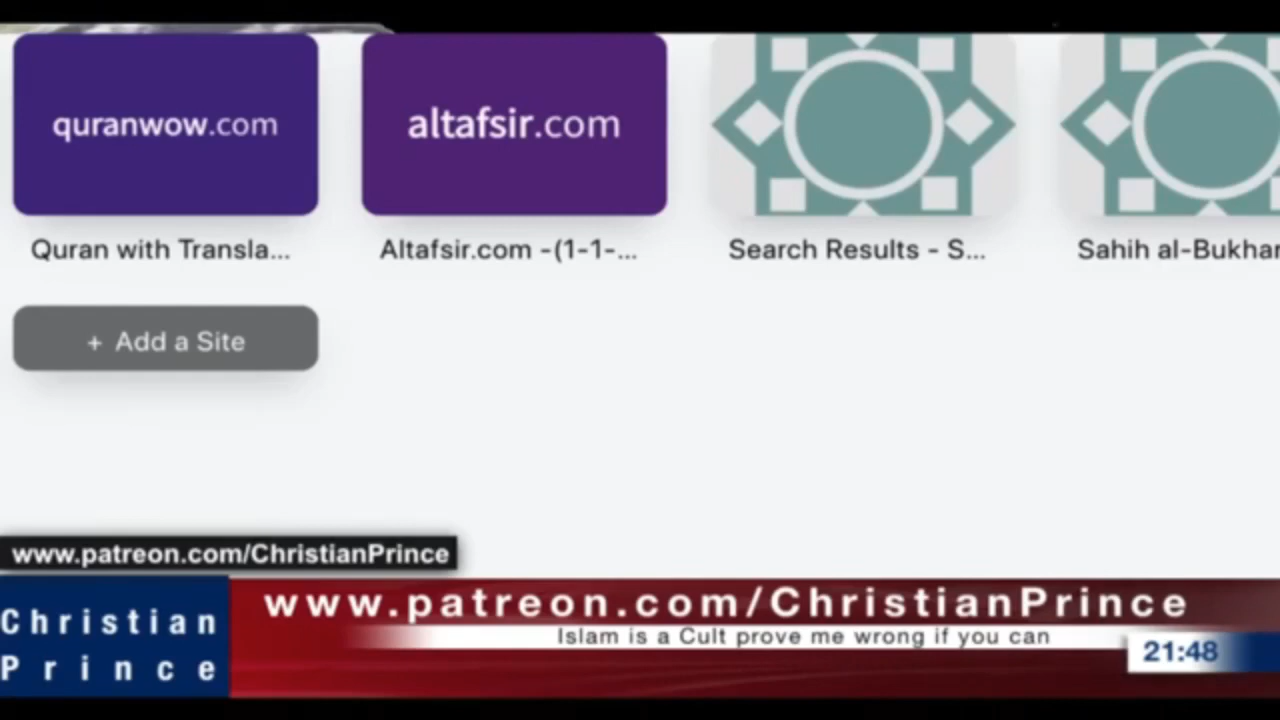 quranwow.com
altafsir.com
Quran with Transla...
Altafsir.com -(1-1-...
Search Results - S...
Sahih al-Bukhar
+ Add a Site
www.patreon.com/ChristianPrince
Christian
Prince
www.patreon.com/ChristianPrince
Islam is a Cult prove me wrong if you can
21:48